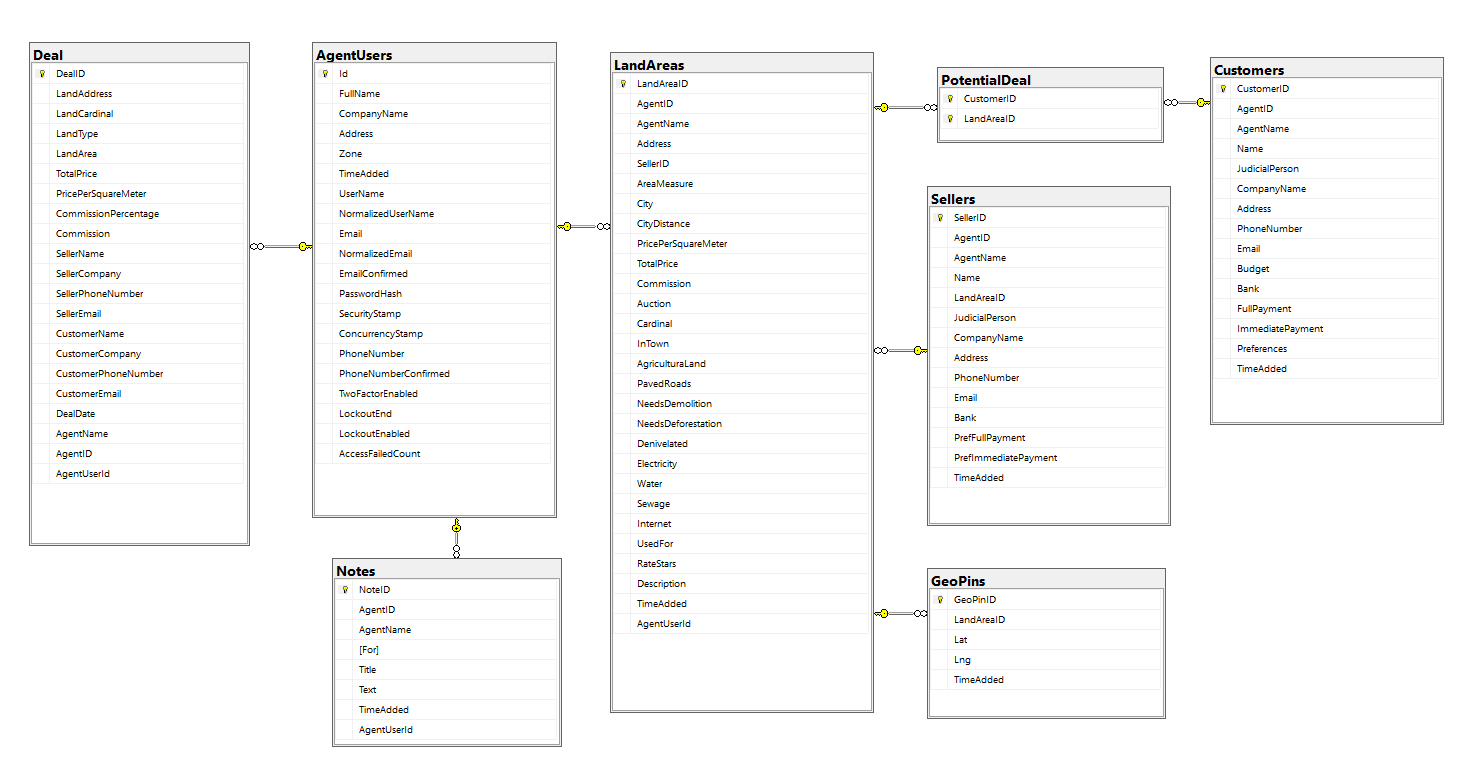 Deal
DealID
LandAddress
LandCardinal
LandType
LandArea
TotalPrice
PricePerSquareMeter
CommissionPercentage
Commission
SellerName
SellerCompany
SellerPhoneNumber
SellerEmail
CustomerName
CustomerCompany
CustomerPhoneNumber
CustomerEmail
DealDate
AgentName
AgentID
AgentUserId
AgentUsers
Id
FullName
CompanyName
Address
Zone
TimeAdded
UserName
NormalizedUserName
Email
NormalizedEmail
EmailConfirmed
PasswordHash
SecurityStamp
ConcurrencyStamp
PhoneNumber
PhoneNumberConfirmed
TwoFactorEnabled
LockoutEnd
LockoutEnabled
AccessFailedCount
Notes
NoteID
AgentID
AgentName
[For]
Title
Text
TimeAdded
AgentUserId
LandAreas
LandAreaID
AgentID
AgentName
Address
SellerID
AreaMeasure
City
CityDistance
PricePerSquareMeter
TotalPrice
Commission
Auction
Cardinal
InTown
AgriculturaLand
PavedRoads
NeedsDemolition
NeedsDeforestation
Denivelated
Electricity
Water
Sewage
Internet
UsedFor
RateStars
Description
TimeAdded
AgentUserId
PotentialDeal
CustomerID
LandAreaID
Sellers
SellerID
AgentID
AgentName
Name
LandAreaID
JudicialPerson
CompanyName
Address
PhoneNumber
Email
Bank
PrefFullPayment
PrefImmediatePayment
TimeAdded
GeoPins
GeoPinID
LandAreaID
Lat
Lng
TimeAdded
Customers
CustomerID
AgentID
AgentName
Name
JudicialPerson
CompanyName
Address
PhoneNumber
Email
Budget
Bank
FullPayment
ImmediatePayment
Preferences
TimeAdded